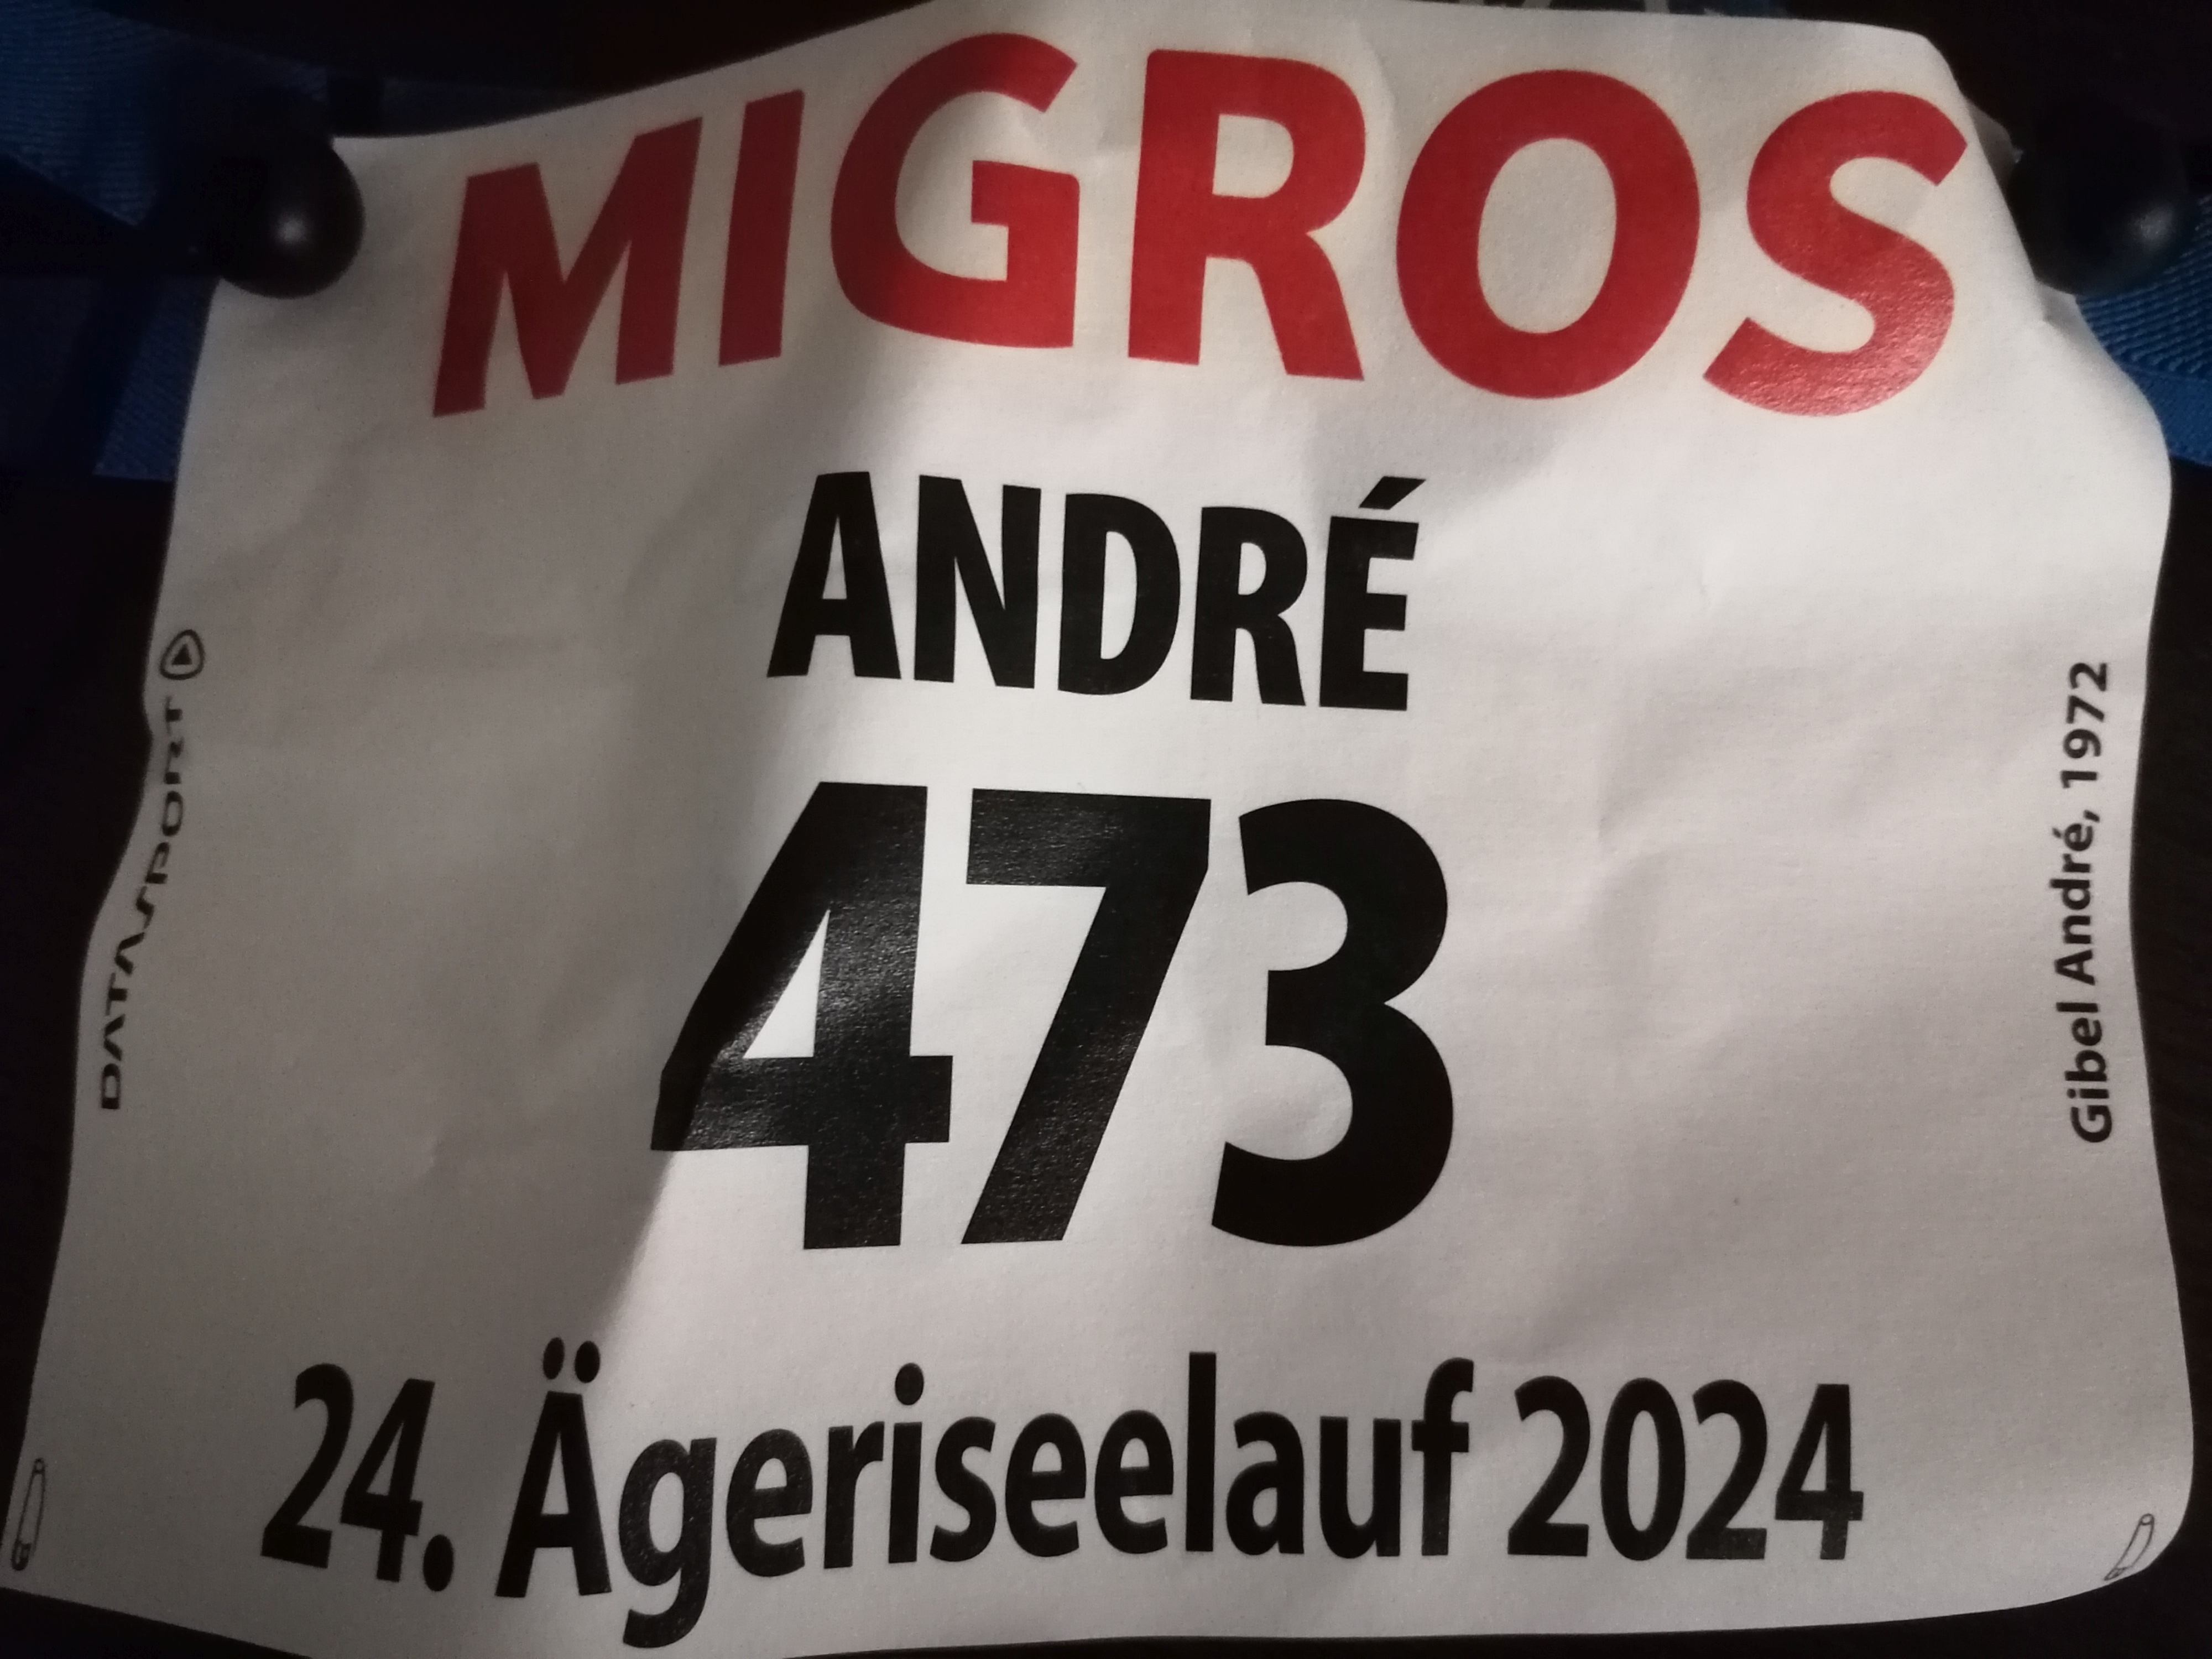 MIGROS
ANDRÉ
473
24. Ägeriseelauf 2024
DATASPORT
Gibel André, 1972